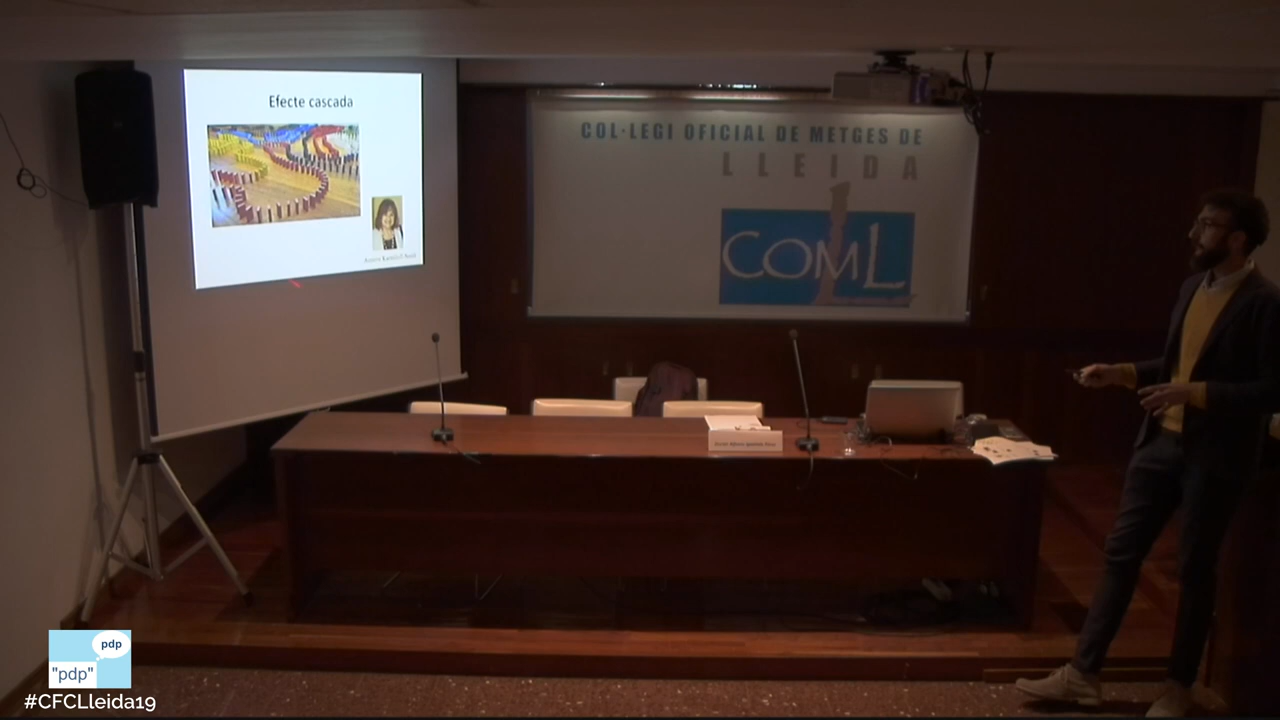 Efecte cascada
COL·LEGI OFICIAL DE METGES DE
LLEIDA
COML
pdp
"pdp"
#CFCLleida19